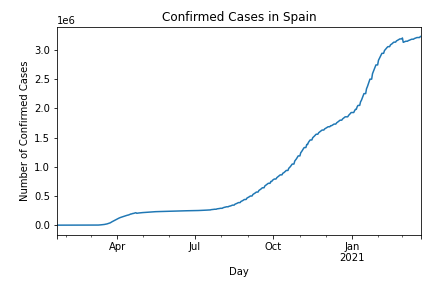 Confirmed Cases in Spain
1e6
3.0
2.5
2.0
1.5
1.0
0.5
0.0
Number of Confirmed Cases
Apr
Jul
Oct
Jan
2021
Day